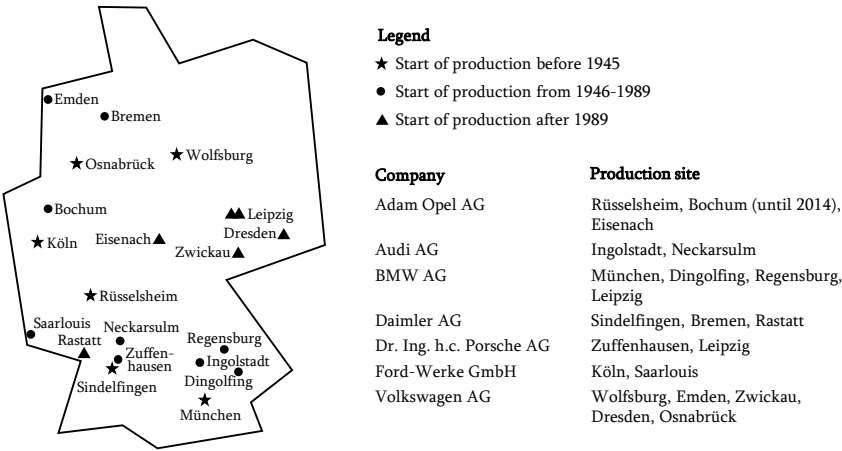 Legend
Start of production before 1945
Start of production from 1946-1989
Start of production after 1989
Emden
Bremen
Osnabrück
Wolfsburg
Bochum
Leipzig
Dresden
Köln
Eisenach
Zwickau
Rüsselsheim
Saarlouis
Neckarsulm
Rastatt
Regensburg
Zuffen-
hausen
Ingolstadt
Sindelfingen
Dingolfing
München
Company
Production site
Adam Opel AG
Rüsselsheim, Bochum (until 2014),
Eisenach
Audi AG
Ingolstadt, Neckarsulm
BMW AG
München, Dingolfing, Regensburg,
Leipzig
Daimler AG
Sindelfingen, Bremen, Rastatt
Dr. Ing. h.c. Porsche AG
Zuffenhausen, Leipzig
Ford-Werke GmbH
Köln, Saarlouis
Volkswagen AG
Wolfsburg, Emden, Zwickau,
Dresden, Osnabrück